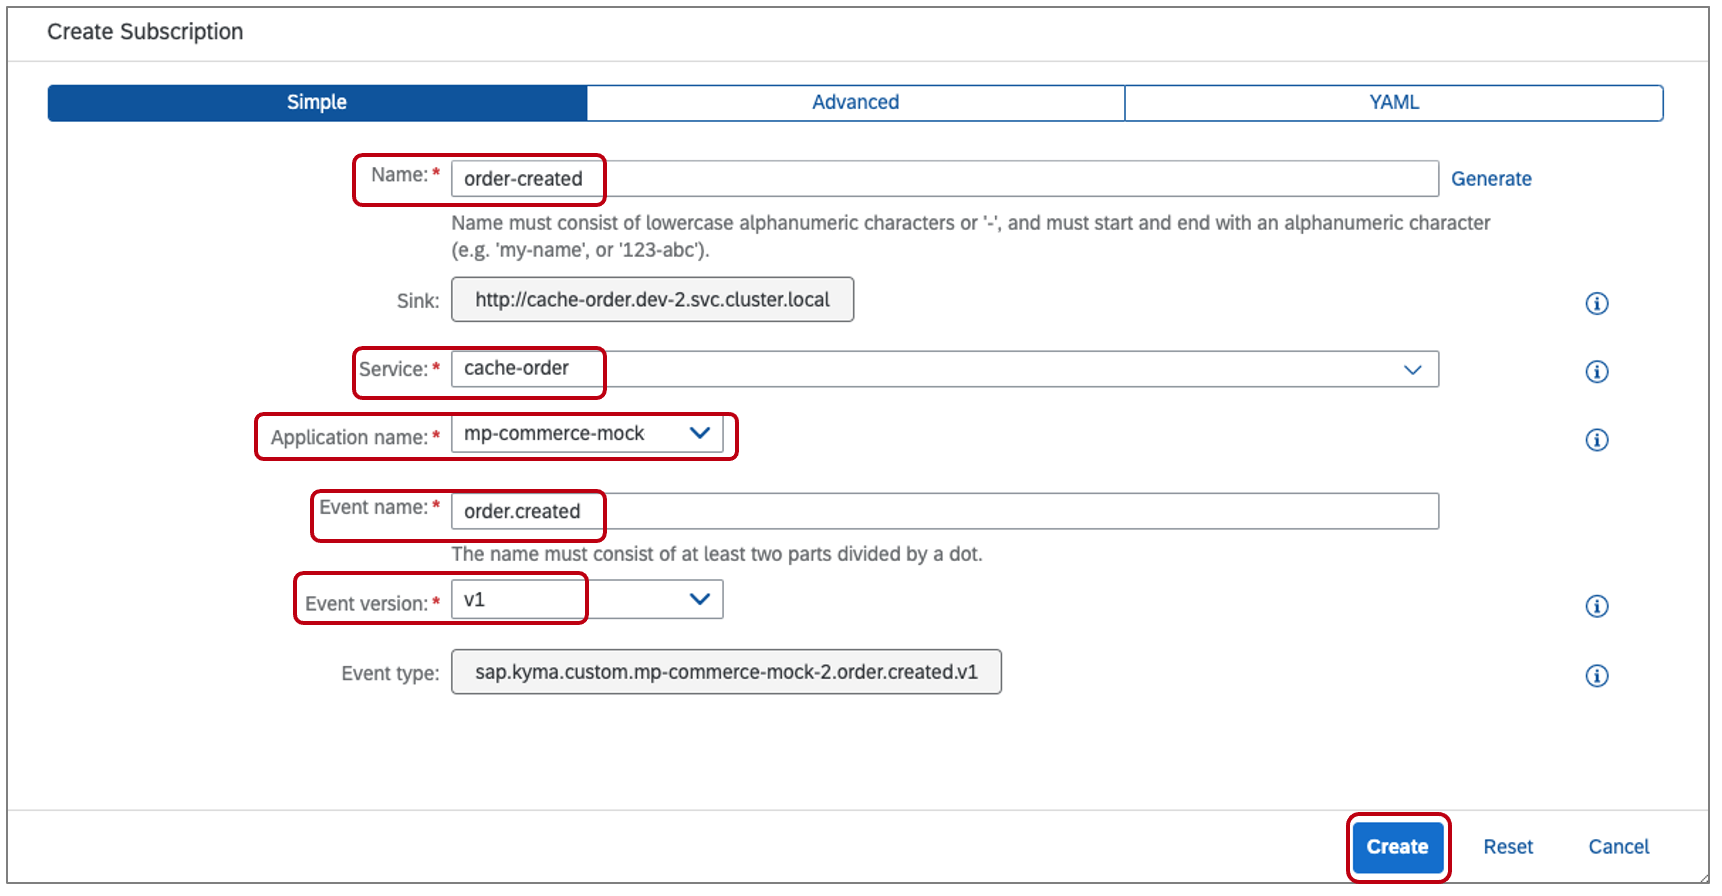 Create Subscription
Simple
Advanced
YAML
Name:*
order-created
Generate
Name must consist of lowercase alphanumeric characters or '-', and must start and end with an alphanumeric character
(e.g. 'my-name', or '123-abc').
Sink:
http://cache-order.dev-2.svc.cluster.local
Service:*
cache-order
Application name:*
mp-commerce-mock
Event name:*
order.created
The name must consist of at least two parts divided by a dot.
Event version:*
v1
Event type:
sap.kyma.custom.mp-commerce-mock-2.order.created.v1
Create
Reset
Cancel